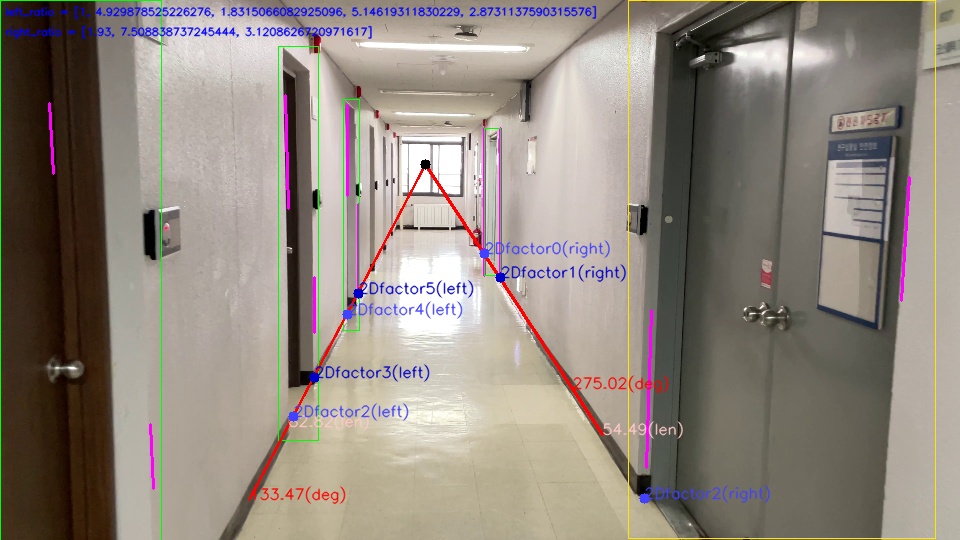 left_ratio = [1, 4.929878525226276, 1.8315066082925096, 5.14619311830229, 2.8731137590315576]
right_ratio = [1.93, 7.508838737245444, 3.1208626720971617]
2Dfactor0(right)
2Dfactor1(right)
2Dfactor5(left)
2Dfactor4(left)
2Dfactor3(left)
275.02(deg)
2Dfactor2(left)
54.49(len)
33.47(deg)
2Dfactor2(right)